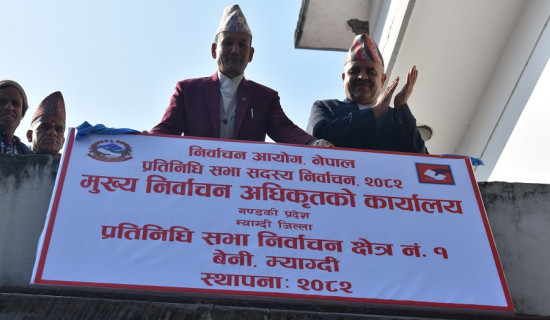 निर्वाचन आयोग, नेपाल
प्रतिनिधि सभा सदस्य निर्वाचन, २०८२
मुख्य निर्वाचन अधिकृतको कार्यालय
गण्डकी प्रदेश
म्याग्दी जिल्ला
प्रतिनिधि सभा निर्वाचन क्षेत्र नं. १
बेनी, म्याग्दी
स्थापनाः २०८२